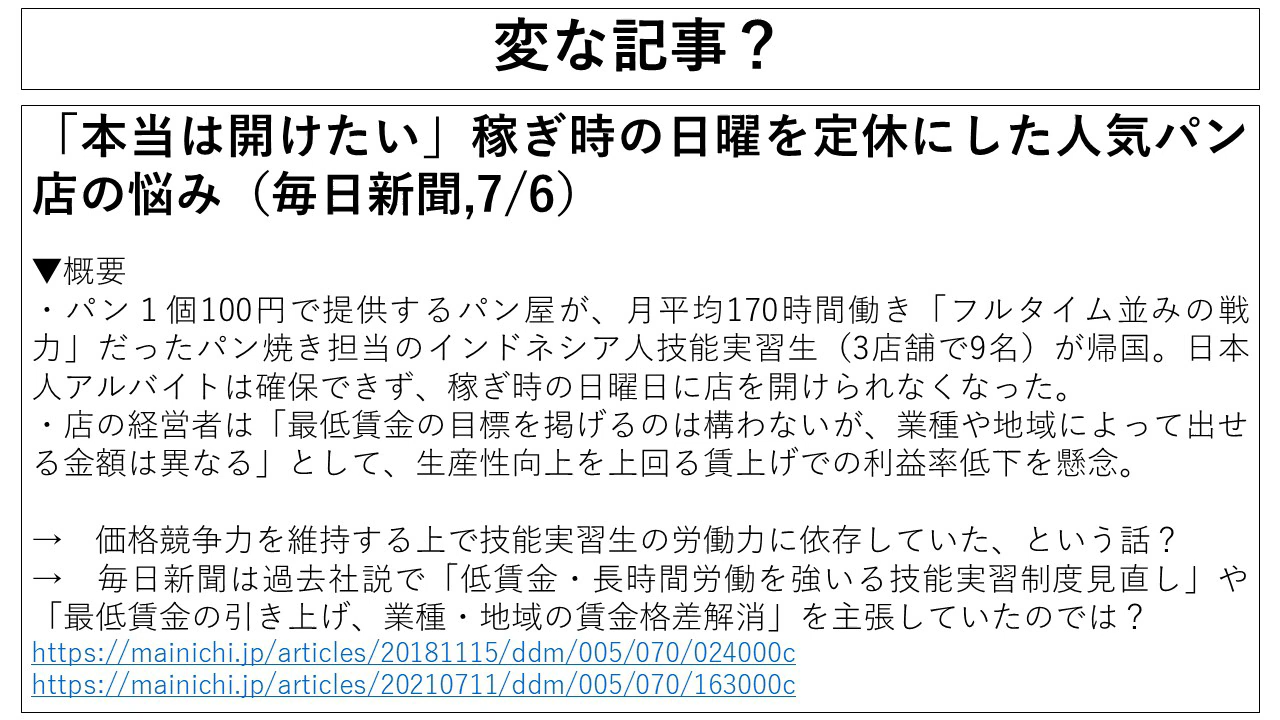 変な記事？
「本当は開けたい」稼ぎ時の日曜を定休にした人気パン
店の悩み（毎日新聞,7/6）
▼概要
・パン１個100円で提供するパン屋が、月平均170時間働き「フルタイム並みの戦
力」だったパン焼き担当のインドネシア人技能実習生（3店舗で9名）が帰国。日本
人アルバイトは確保できず、稼ぎ時の日曜日に店を開けられなくなった。
・店の経営者は「最低賃金の目標を掲げるのは構わないが、業種や地域によって出せ
る金額は異なる」として、生産性向上を上回る賃上げでの利益率低下を懸念。
→　価格競争力を維持する上で技能実習生の労働力に依存していた、という話？
→　毎日新聞は過去社説で「低賃金・長時間労働を強いる技能実習制度見直し」や
「最低賃金の引き上げ、業種・地域の賃金格差解消」を主張していたのでは？
https://mainichi.jp/articles/20181115/ddm/005/070/024000c
https://mainichi.jp/articles/20210711/ddm/005/070/163000c